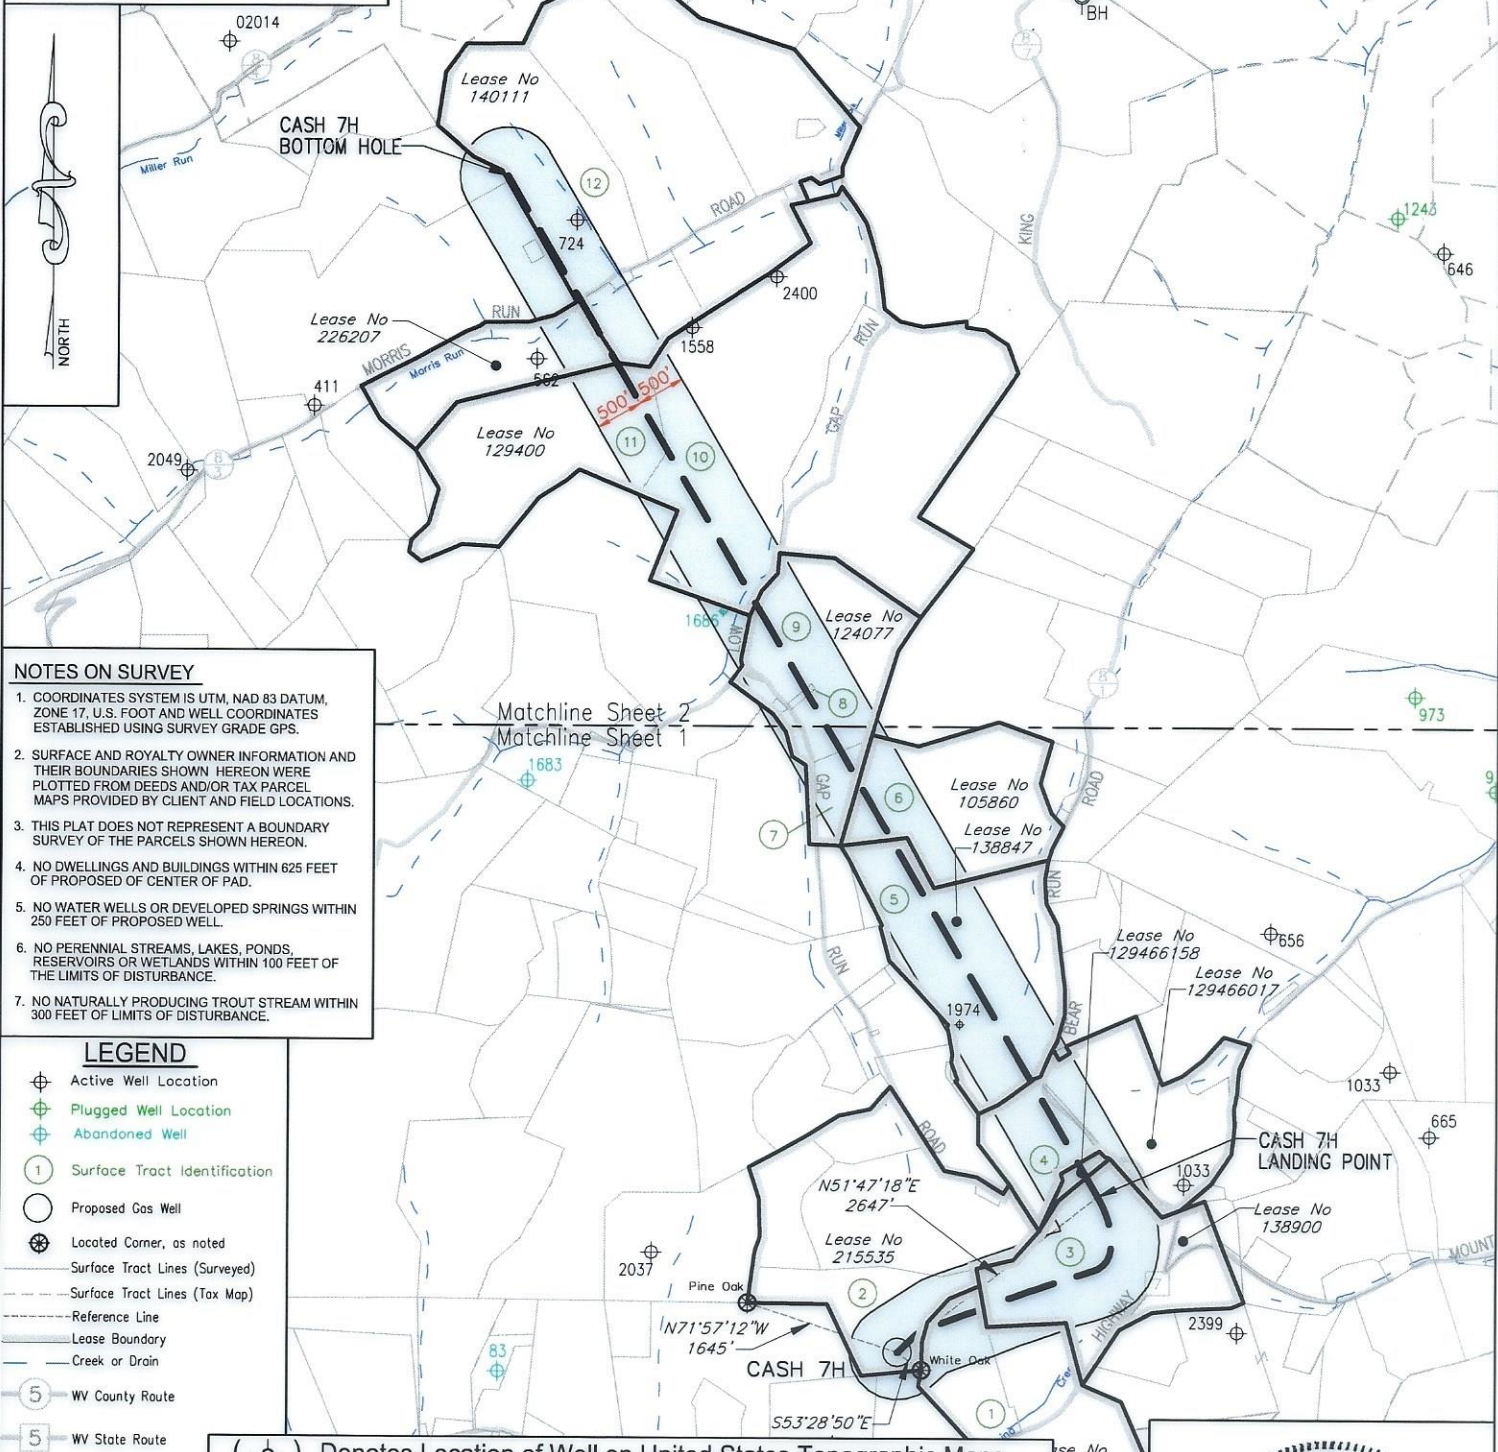 02014
8
4
Lease No
140111
8
7
BH
CASH 7H
BOTTOM HOLE
Miller Run
12
ROAD
724
KING
1243
646
NORTH
2400
Lease No
226207
RUN
MORRIS
Morris Run
562
1558
RUN
411
500' 500'
GAP
Lease No
129400
11
10
2049
8
3
1686
LOW
9
Lease No
124077
8
8
1
973
Matchline Sheet 2
Matchline Sheet 1
1683
GAP
7
6
Lease No
105860
Lease No
138847
ROAD
9
NOTES ON SURVEY
1. COORDINATES SYSTEM IS UTM, NAD 83 DATUM,
ZONE 17, U.S. FOOT AND WELL COORDINATES
ESTABLISHED USING SURVEY GRADE GPS.
2. SURFACE AND ROYALTY OWNER INFORMATION AND
THEIR BOUNDARIES SHOWN HEREON WERE
PLOTTED FROM DEEDS AND/OR TAX PARCEL
MAPS PROVIDED BY CLIENT AND FIELD LOCATIONS.
3. THIS PLAT DOES NOT REPRESENT A BOUNDARY
SURVEY OF THE PARCELS SHOWN HEREON.
4. NO DWELLINGS AND BUILDINGS WITHIN 625 FEET
OF PROPOSED OF CENTER OF PAD.
5. NO WATER WELLS OR DEVELOPED SPRINGS WITHIN
250 FEET OF PROPOSED WELL.
6. NO PERENNIAL STREAMS, LAKES, PONDS,
RESERVOIRS OR WETLANDS WITHIN 100 FEET OF
THE LIMITS OF DISTURBANCE.
7. NO NATURALLY PRODUCING TROUT STREAM WITHIN
300 FEET OF LIMITS OF DISTURBANCE.
5
RUN
RUN
Lease No
129466158
656
Lease No
129466017
1974
BEAR
1033
665
ROAD
4
CASH 7H
LANDING POINT
1033
LEGEND
Active Well Location
Plugged Well Location
Abandoned Well
1 Surface Tract Identification
Proposed Gas Well
Located Corner, as noted
Surface Tract Lines (Surveyed)
Surface Tract Lines (Tax Map)
Reference Line
Lease Boundary
Creek or Drain
5 WV County Route
5 WV State Route
N51°47'18"E
2647'
Lease No
215535
Lease No
138900
3
MOUNT
2037
Pine Oak
2
N71°57'12"W
1645'
HIGHWAY
2399
83
CASH 7H
White Oak
S53°28'50"E
1
Denotes Location of Well on United States Topographic Maps